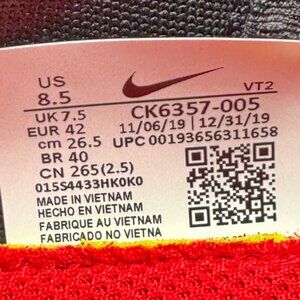 US
8.5
VT2
UK 7.5
CK6357-005
EUR 42
11/06/19 | 12/31/19
cm 26.5
UPC 00193656311658
BR 40
CN 265(2.5)
015S4433HK0K0
MADE IN VIETNAM
HECHO EN VIETNAM
FABRIQUE AU VIETNAM
FABRICADO NO VIETNAM